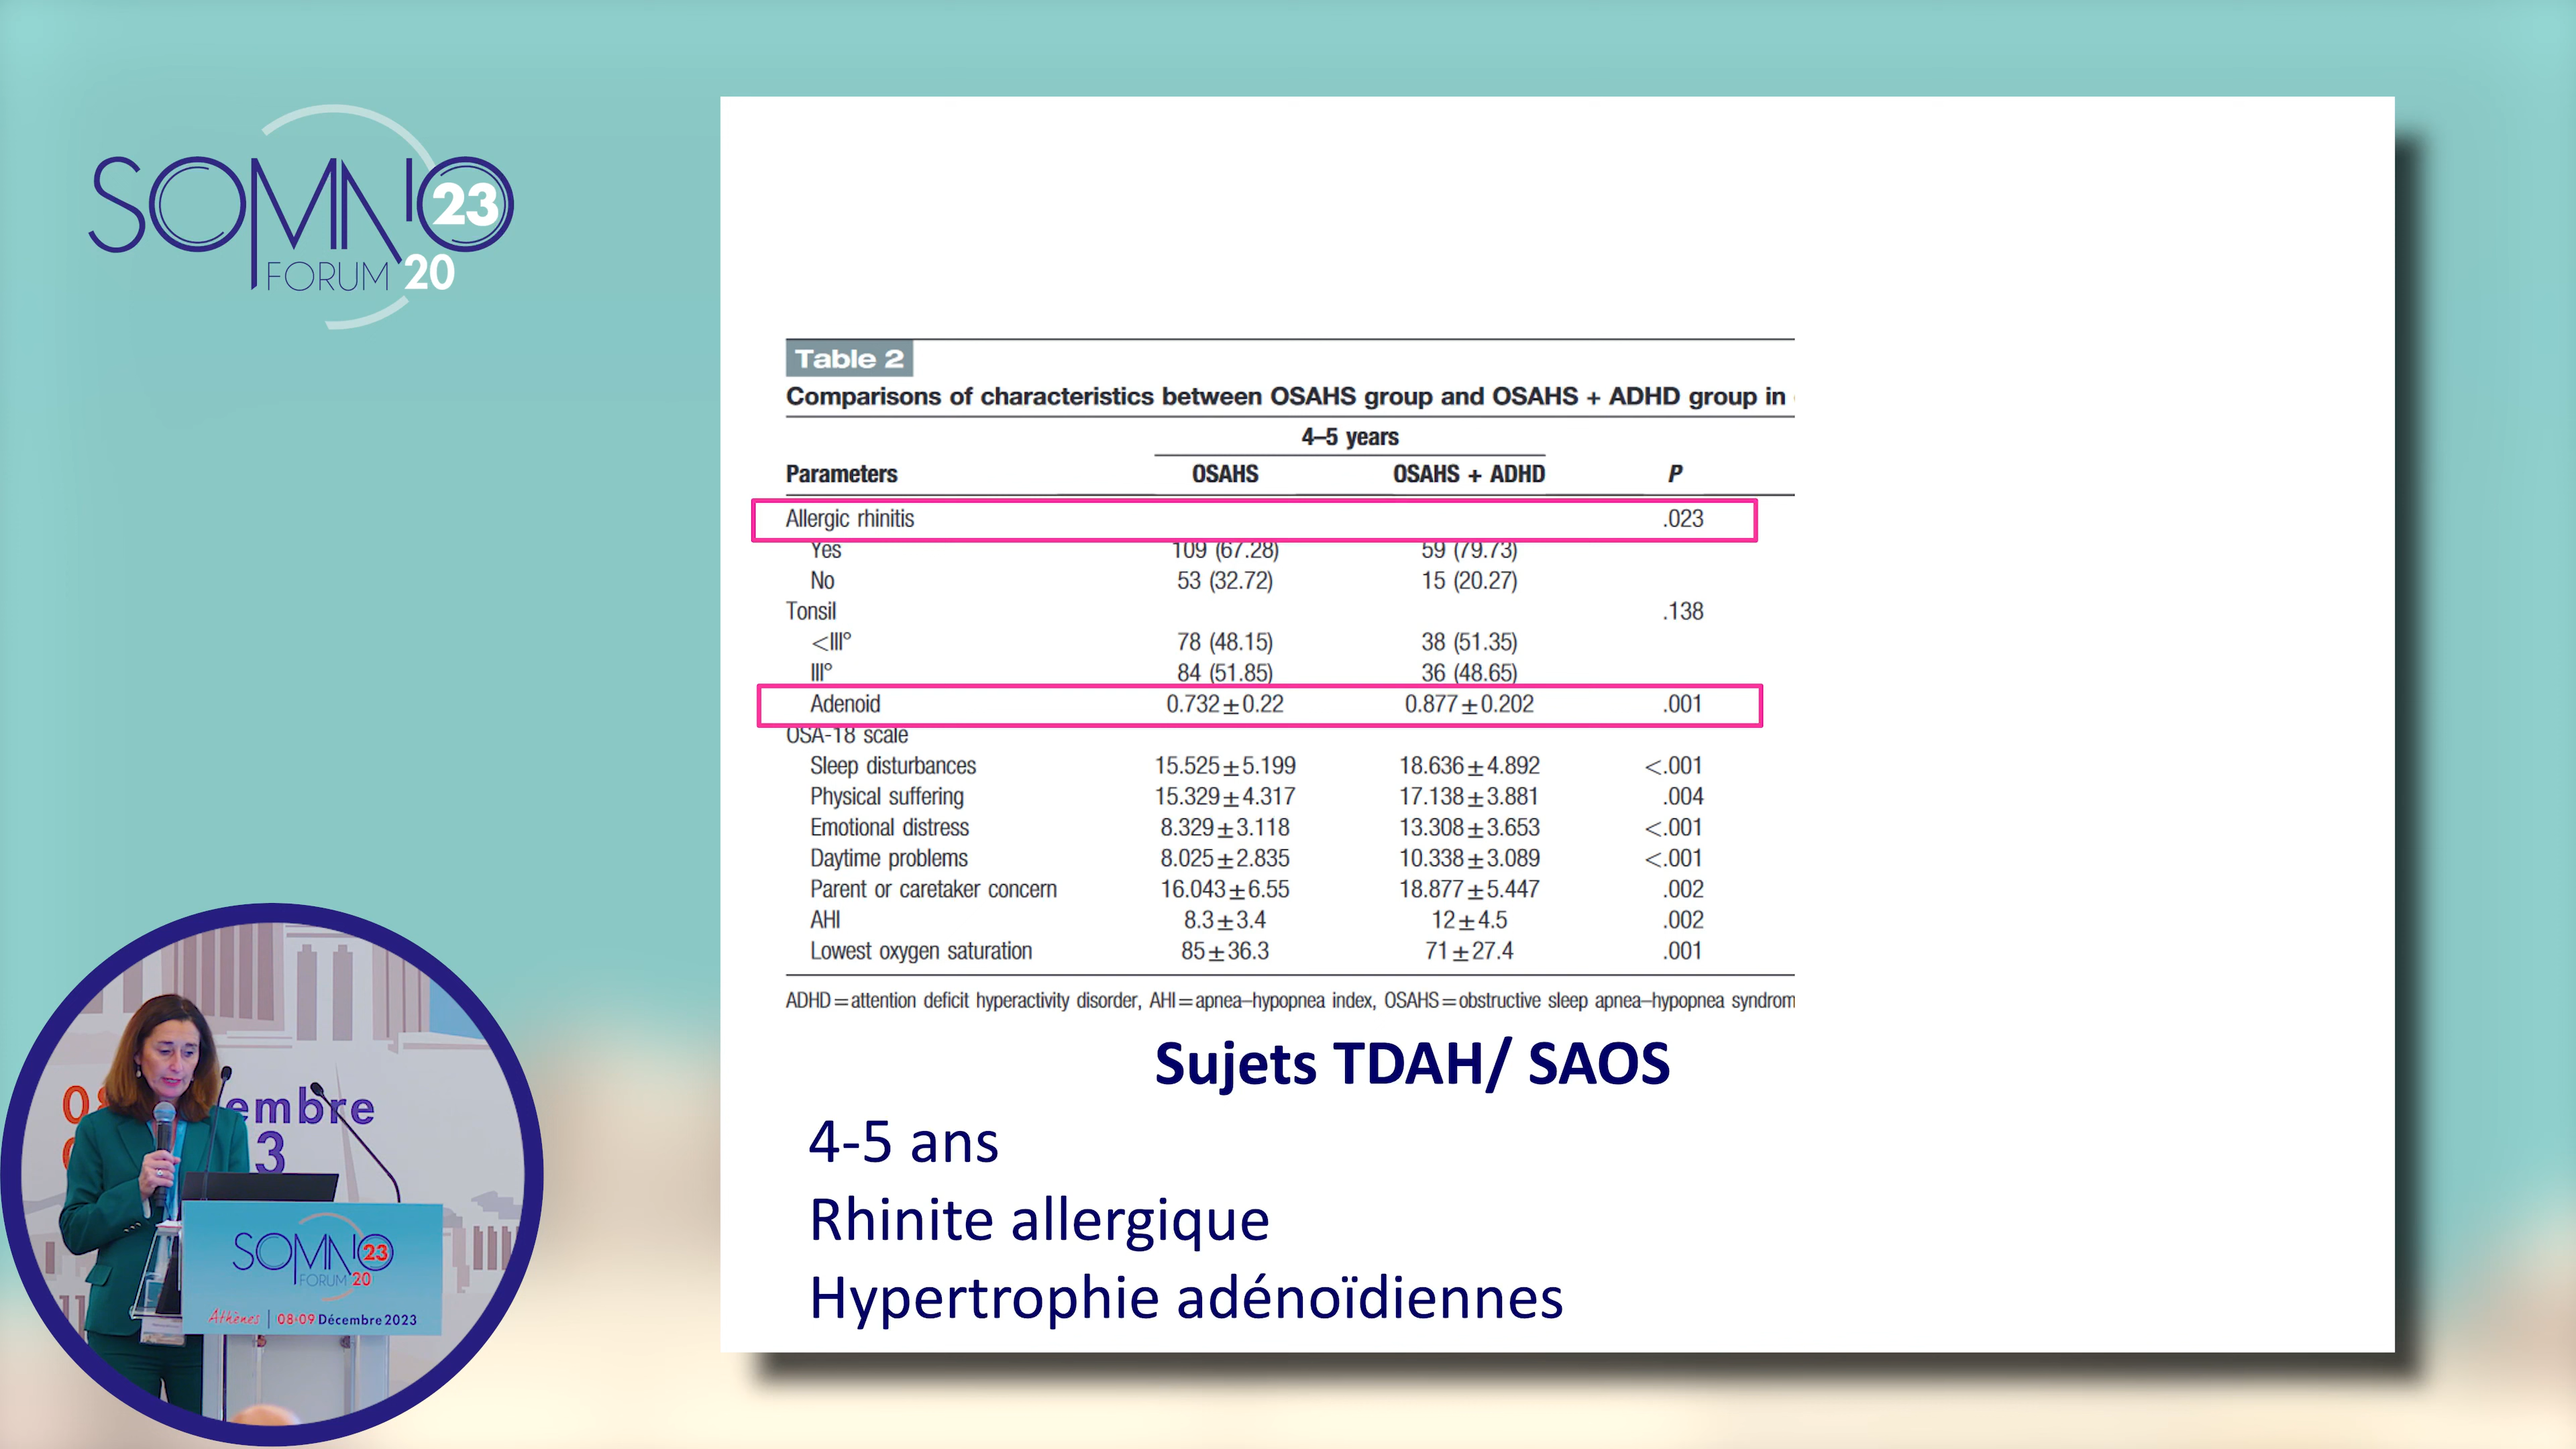 SOMNIO 23
FORUM 20
Table 2
Comparisons of characteristics between OSAHS group and OSAHS + ADHD group in
4–5 years
Parameters OSAHS OSAHS + ADHD P
Allergic rhinitis .023
Yes 109 (67.28) 59 (79.73)
No 53 (32.72) 15 (20.27)
Tonsil .138
<III° 78 (48.15) 38 (51.35)
III° 84 (51.85) 36 (48.65)
Adenoid 0.732±0.22 0.877±0.202 .001
OSA-18 scale
Sleep disturbances 15.525±5.199 18.636±4.892 <.001
Physical suffering 15.329±4.317 17.138±3.881 .004
Emotional distress 8.329±3.118 13.308±3.653 <.001
Daytime problems 8.025±2.835 10.338±3.089 <.001
Parent or caretaker concern 16.043±6.55 18.877±5.447 .002
AHI 8.3±3.4 12±4.5 .002
Lowest oxygen saturation 85±36.3 71±27.4 .001
ADHD=attention deficit hyperactivity disorder, AHI=apnea–hypopnea index, OSAHS=obstructive sleep apnea–hypopnea syndrom
Sujets TDAH/ SAOS
4-5 ans
Rhinite allergique
Hypertrophie adénoïdiennes
embre
3
SOMNIO 23
FORUM 20
Athènes | 08-09 Décembre 2023